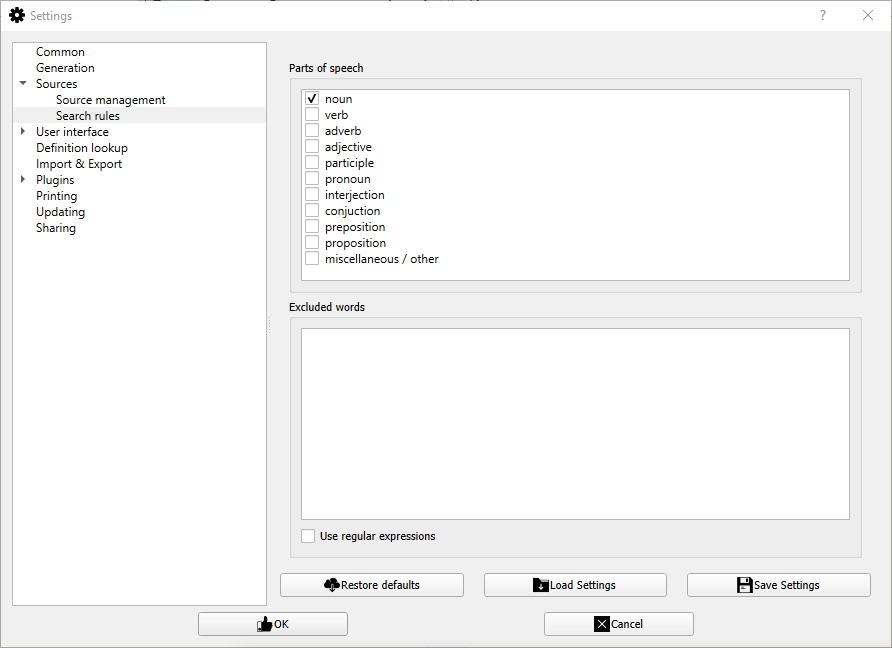 Settings
?
Common
Generation
Sources
Source management
Search rules
User interface
Definition lookup
Import & Export
Plugins
Printing
Updating
Sharing
Parts of speech
noun
verb
adverb
adjective
participle
pronoun
interjection
conjuction
preposition
proposition
miscellaneous / other
Excluded words
Use regular expressions
Restore defaults
Load Settings
Save Settings
OK
Cancel